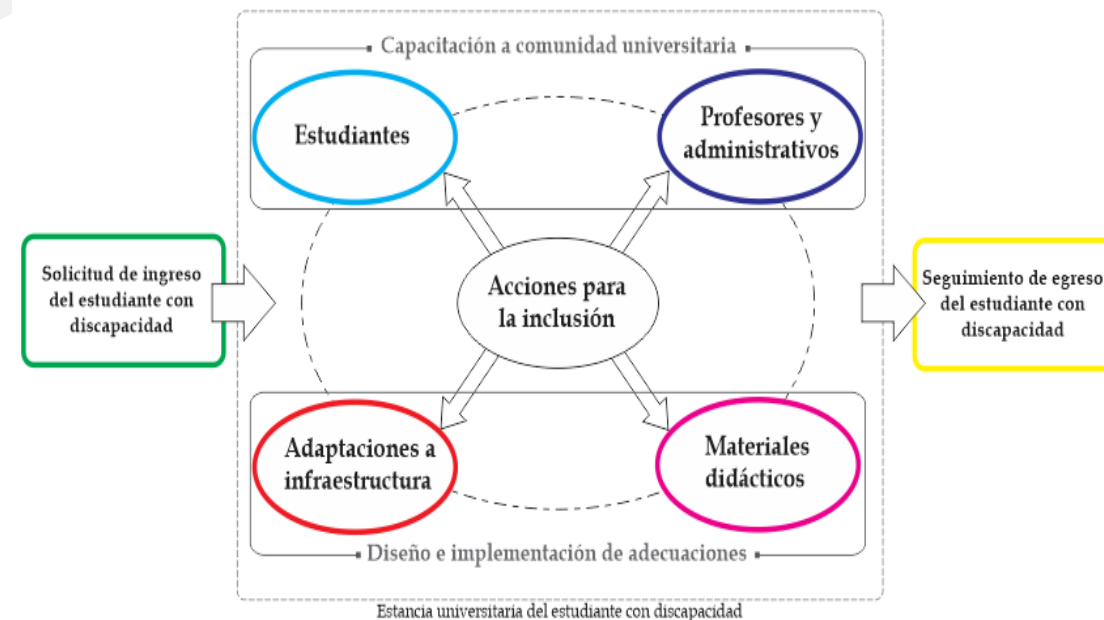 Capacitación a comunidad universitaria
Estudiantes
Profesores y
administrativos
Solicitud de ingreso
del estudiante con
discapacidad
Acciones para
la inclusión
Seguimiento de egreso
del estudiante con
discapacidad
Adaptaciones a
infraestructura
Materiales
didácticos
Diseño e implementación de adecuaciones
Estancia universitaria del estudiante con discapacidad